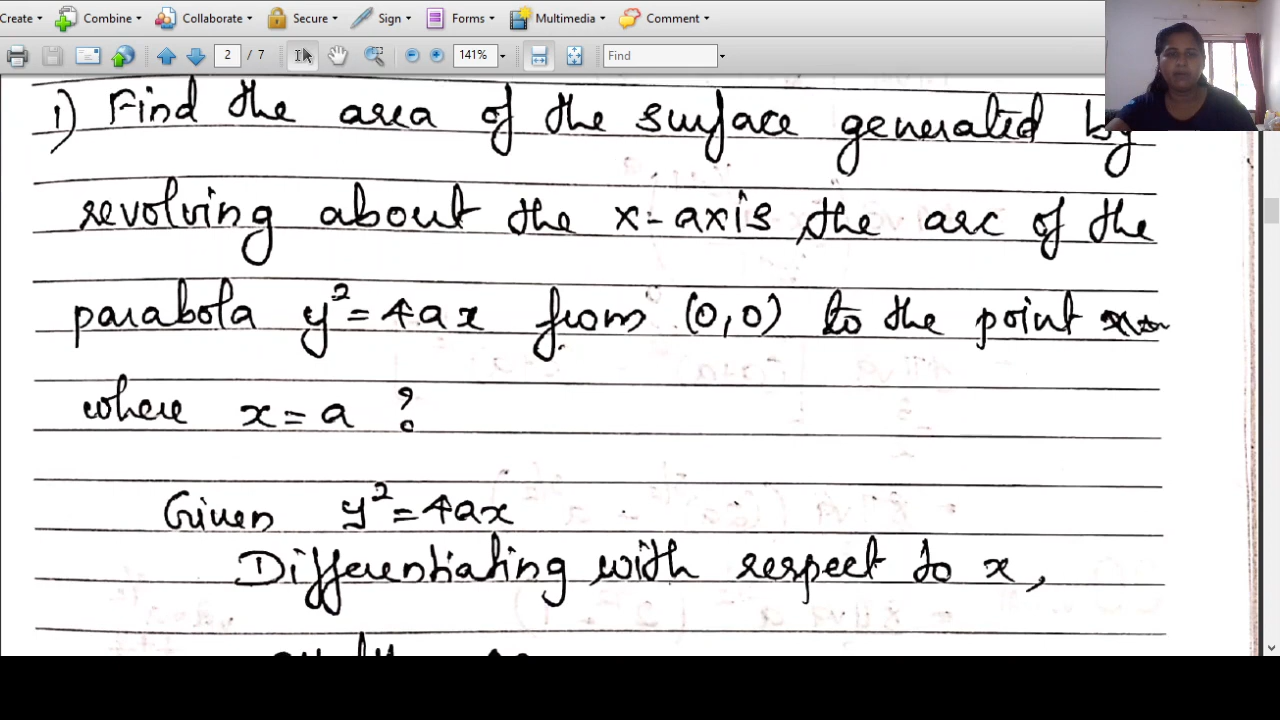 Create Combine Collaborate Secure Sign Forms Multimedia Comment
2 / 7 141% Find
1) Find the area of the surface generated by
revolving about the x-axis, the arc of the
parabola y²=4ax from (0,0) to the point
where x=a ?
Given y²=4ax
Differentiating with respect to x,